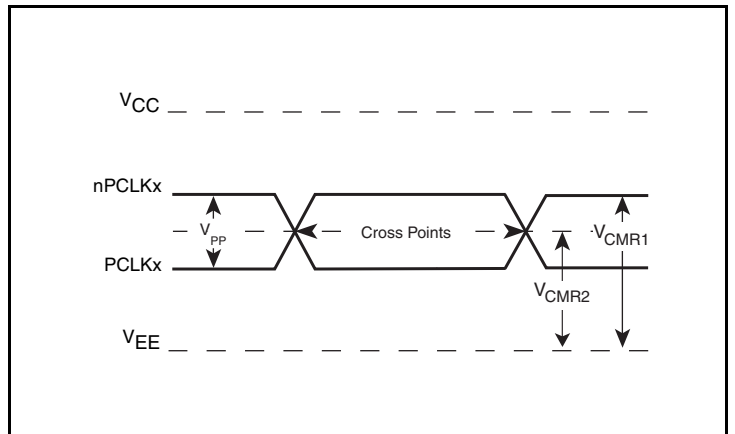 VCC
nPCLKx
VPP
Cross Points
VCMR1
PCLKx
VCMR2
VEE